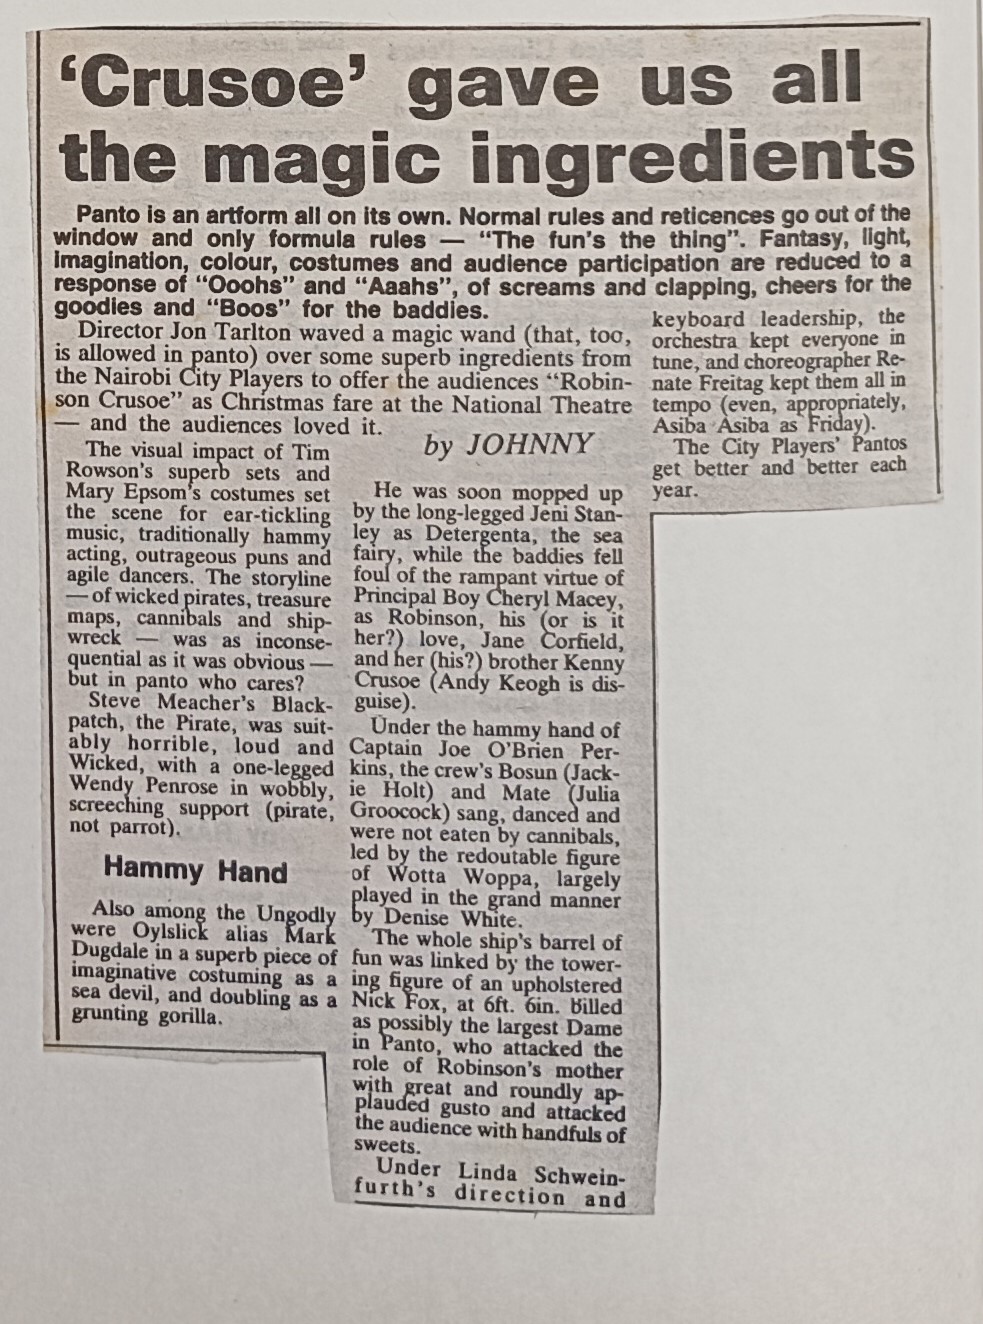 ‘Crusoe’ gave us all
the magic ingredients
Panto is an artform all on its own. Normal rules and reticences go out of the
window and only formula rules — “The fun's the thing”. Fantasy, light,
imagination, colour, costumes and audience participation are reduced to a
response of “Ooohs” and “Aaahs”, of screams and clapping, cheers for the
goodies and “Boos” for the baddies.
Director Jon Tarlton waved a magic wand (that, too,
is allowed in panto) over some superb ingredients from
the Nairobi City Players to offer the audiences “Robin-
son Crusoe” as Christmas fare at the National Theatre
— and the audiences loved it.
by JOHNNY
The visual impact of Tim
Rowson's superb sets and
Mary Epsom's costumes set
the scene for ear-tickling
music, traditionally hammy
acting, outrageous puns and
agile dancers. The storyline
— of wicked pirates, treasure
maps, cannibals and ship-
wreck — was as inconse-
quential as it was obvious —
but in panto who cares?
Steve Meacher's Black-
patch, the Pirate, was suit-
ably horrible, loud and
Wicked, with a one-legged
Wendy Penrose in wobbly,
screeching support (pirate,
not parrot).
Hammy Hand
Also among the Ungodly
were Oylslick alias Mark
Dugdale in a superb piece of
imaginative costuming as a
sea devil, and doubling as a
grunting gorilla.
He was soon mopped up
by the long-legged Jeni Stan-
ley as Detergenta, the sea
fairy, while the baddies fell
foul of the rampant virtue of
Principal Boy Cheryl Macey,
as Robinson, his (or is it
her?) love, Jane Corfield,
and her (his?) brother Kenny
Crusoe (Andy Keogh is dis-
guise).
Under the hammy hand of
Captain Joe O'Brien Per-
kins, the crew's Bosun (Jack-
ie Holt) and Mate (Julia
Groocock) sang, danced and
were not eaten by cannibals,
led by the redoutable figure
of Wotta Woppa, largely
played in the grand manner
by Denise White.
The whole ship's barrel of
fun was linked by the tower-
ing figure of an upholstered
Nick Fox, at 6ft. 6in. billed
as possibly the largest Dame
in Panto, who attacked the
role of Robinson's mother
with great and roundly ap-
plauded gusto and attacked
the audience with handfuls of
sweets.
Under Linda Schwein-
furth's direction and
keyboard leadership, the
orchestra kept everyone in
tune, and choreographer Re-
nate Freitag kept them all in
tempo (even, appropriately,
Asiba Asiba as Friday).
The City Players' Pantos
get better and better each
year.